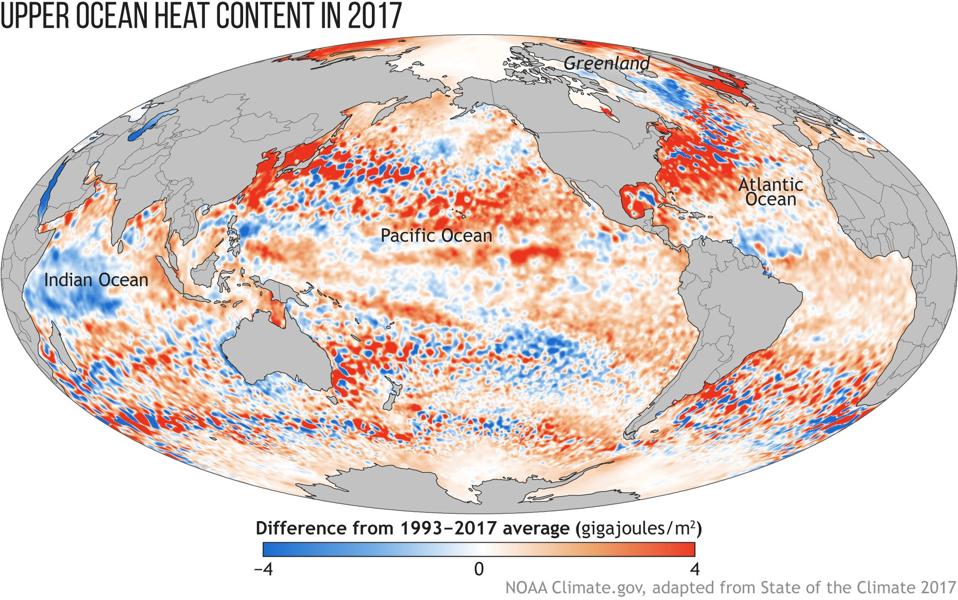 UPPER OCEAN HEAT CONTENT IN 2017
Greenland
Atlantic
Ocean
Pacific Ocean
Indian Ocean
Difference from 1993–2017 average (gigajoules/m²)
−4 0 4
NOAA Climate.gov, adapted from State of the Climate 2017